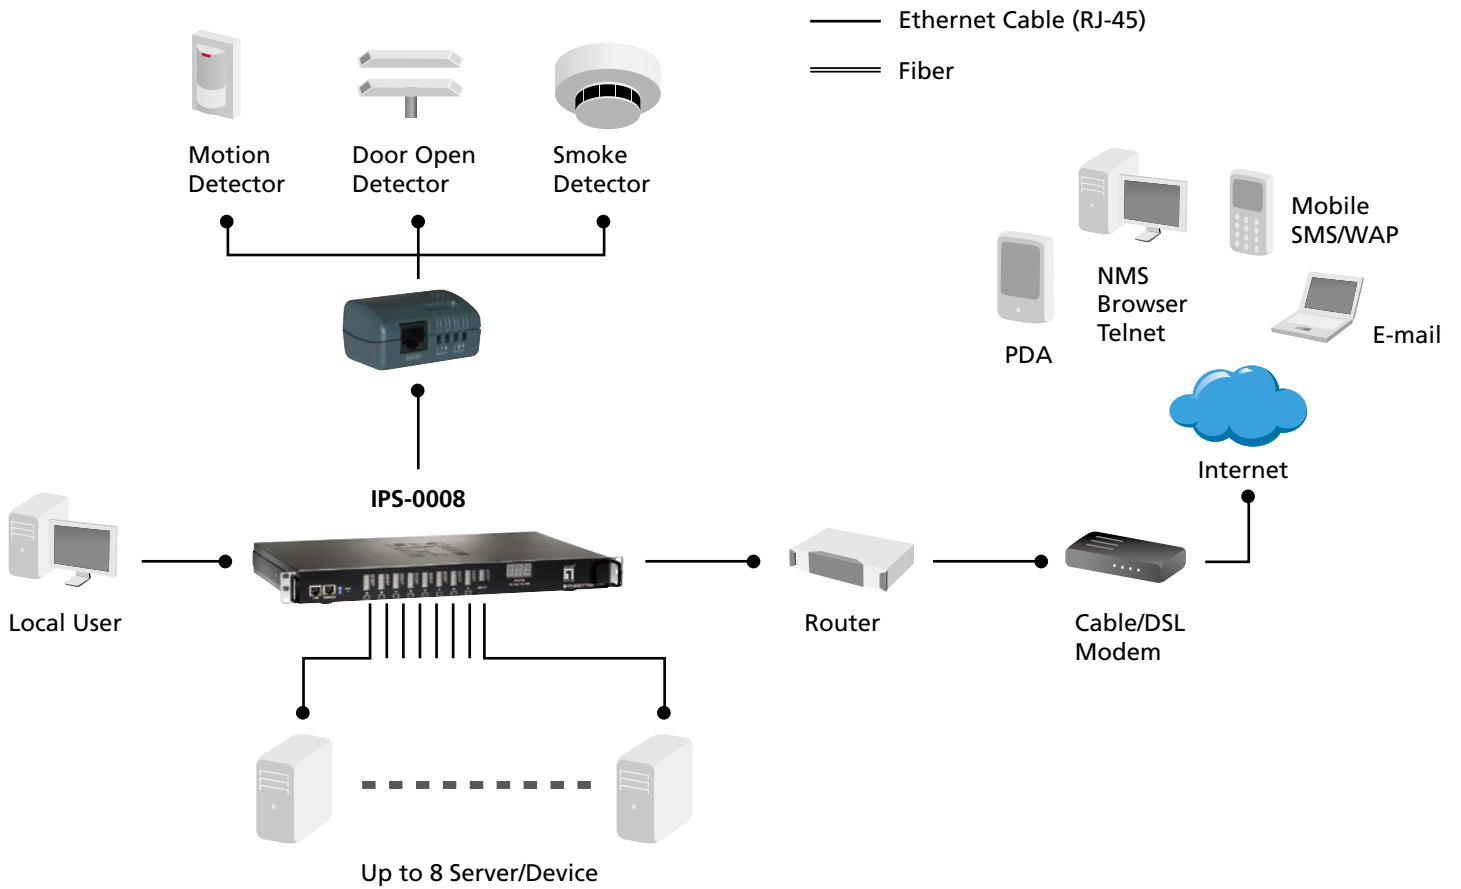 Ethernet Cable (RJ-45)
Fiber
Motion
Detector
Door Open
Detector
Smoke
Detector
Mobile
SMS/WAP
NMS
Browser
Telnet
PDA
E-mail
Internet
IPS-0008
Local User
Router
Cable/DSL
Modem
Up to 8 Server/Device